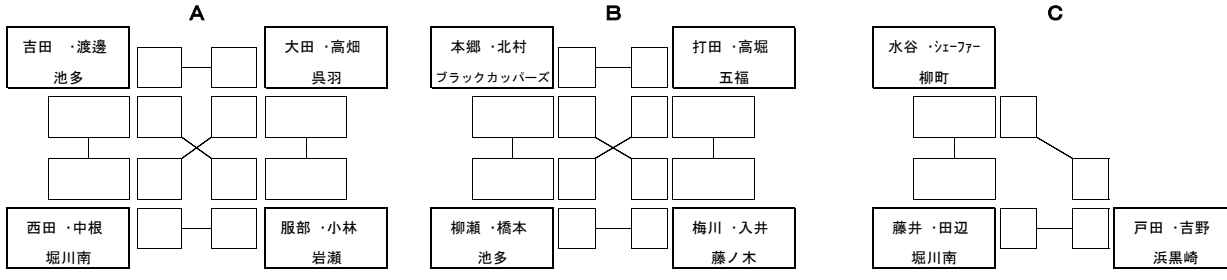 A
B
C
吉田 ・渡邊
池多
大田 ・高畑
呉羽
本郷 ・北村
ブラックカッパーズ
打田 ・高堀
五福
水谷 ・シェーファー
柳町
西田 ・中根
堀川南
服部 ・小林
岩瀬
柳瀬 ・橋本
池多
梅川 ・入井
藤ノ木
藤井 ・田辺
堀川南
戸田 ・吉野
浜黒崎